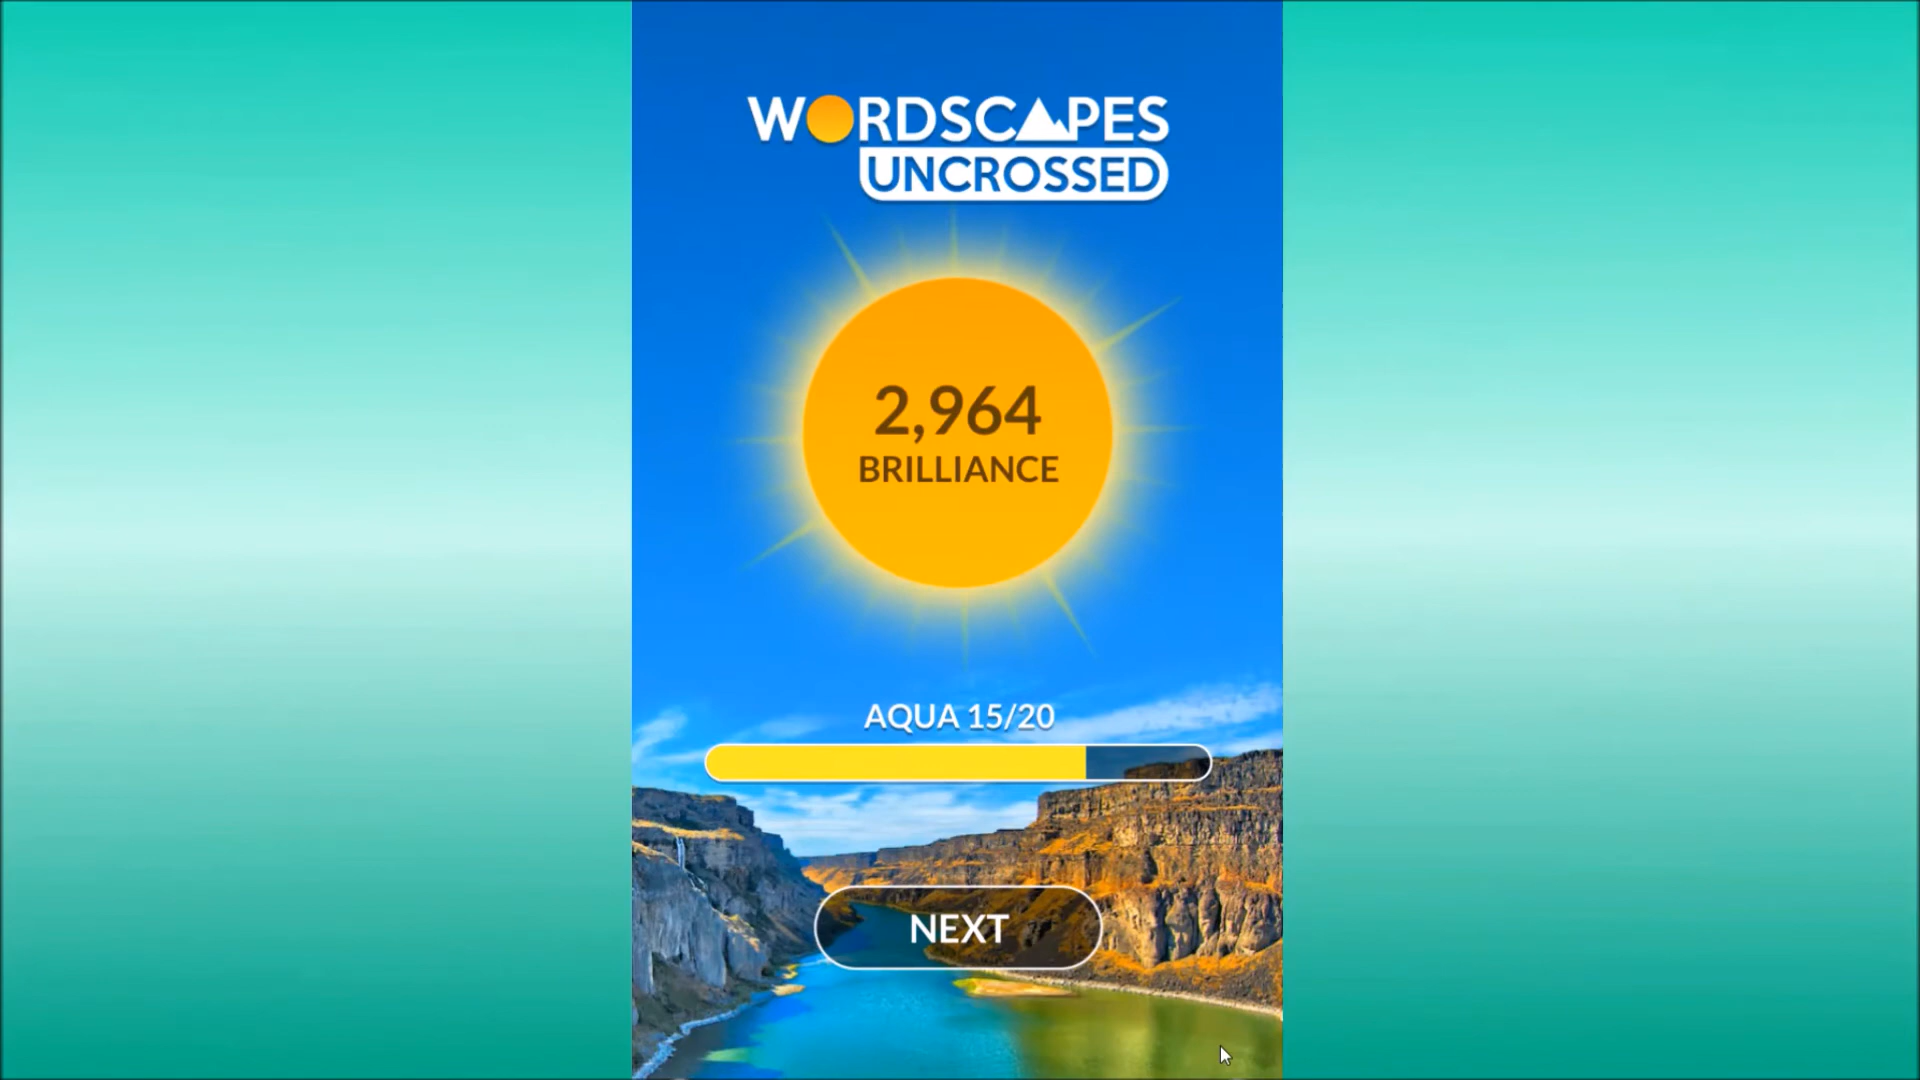 WORDSCAPES
UNCROSSED
2,964
BRILLIANCE
AQUA 15/20
NEXT